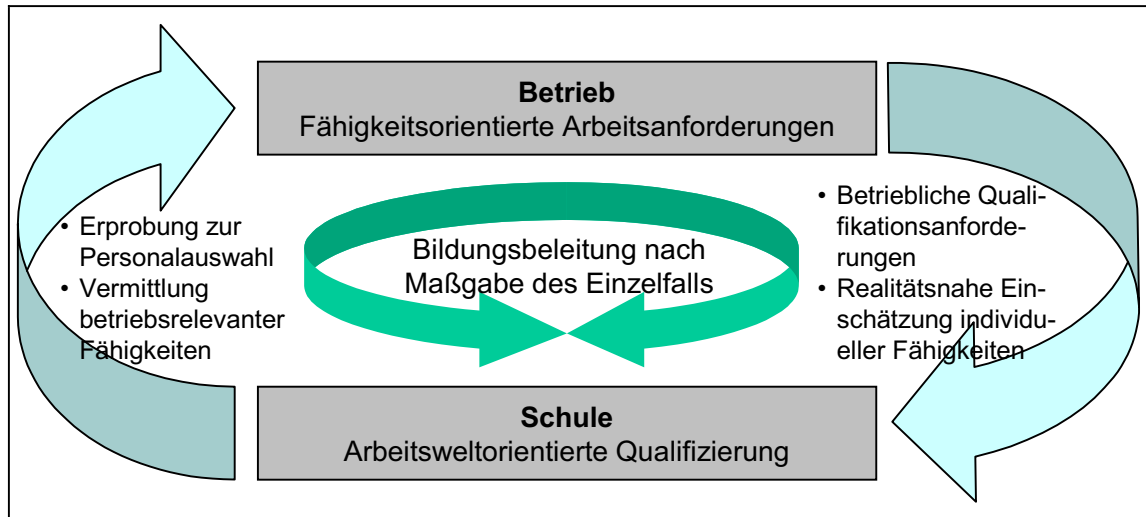 Betrieb
Fähigkeitsorientierte Arbeitsanforderungen
• Erprobung zur
Personalauswahl
• Vermittlung
betriebsrelevanter
Fähigkeiten
Bildungsbeleitung nach
Maßgabe des Einzelfalls
• Betriebliche Quali-
fikationsanforde-
rungen
• Realitätsnahe Ein-
schätzung individu-
eller Fähigkeiten
Schule
Arbeitsweltorientierte Qualifizierung